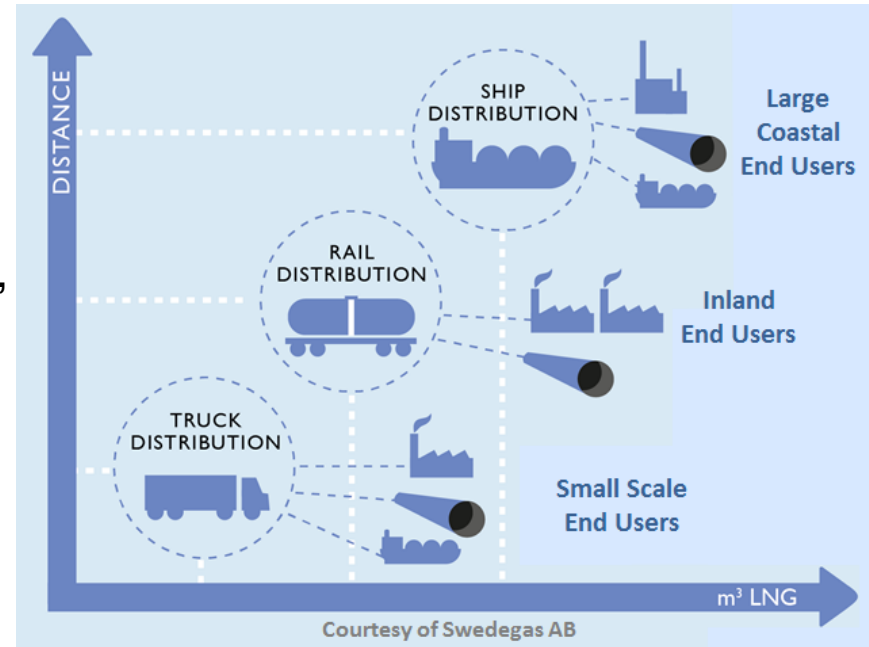 DISTANCE
SHIP
DISTRIBUTION
Large
Coastal
End Users
,
RAIL
DISTRIBUTION
Inland
End Users
TRUCK
DISTRIBUTION
Small Scale
End Users
m³ LNG
Courtesy of Swedegas AB